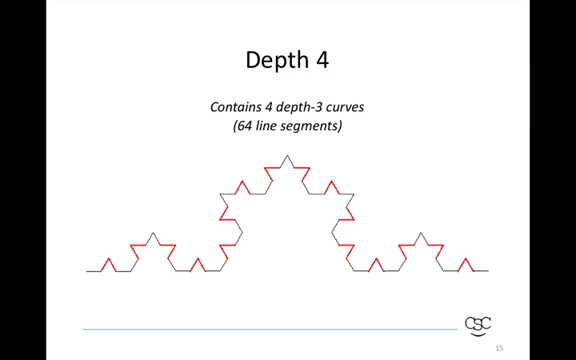 Depth 4
Contains 4 depth-3 curves
(64 line segments)
CSC
15